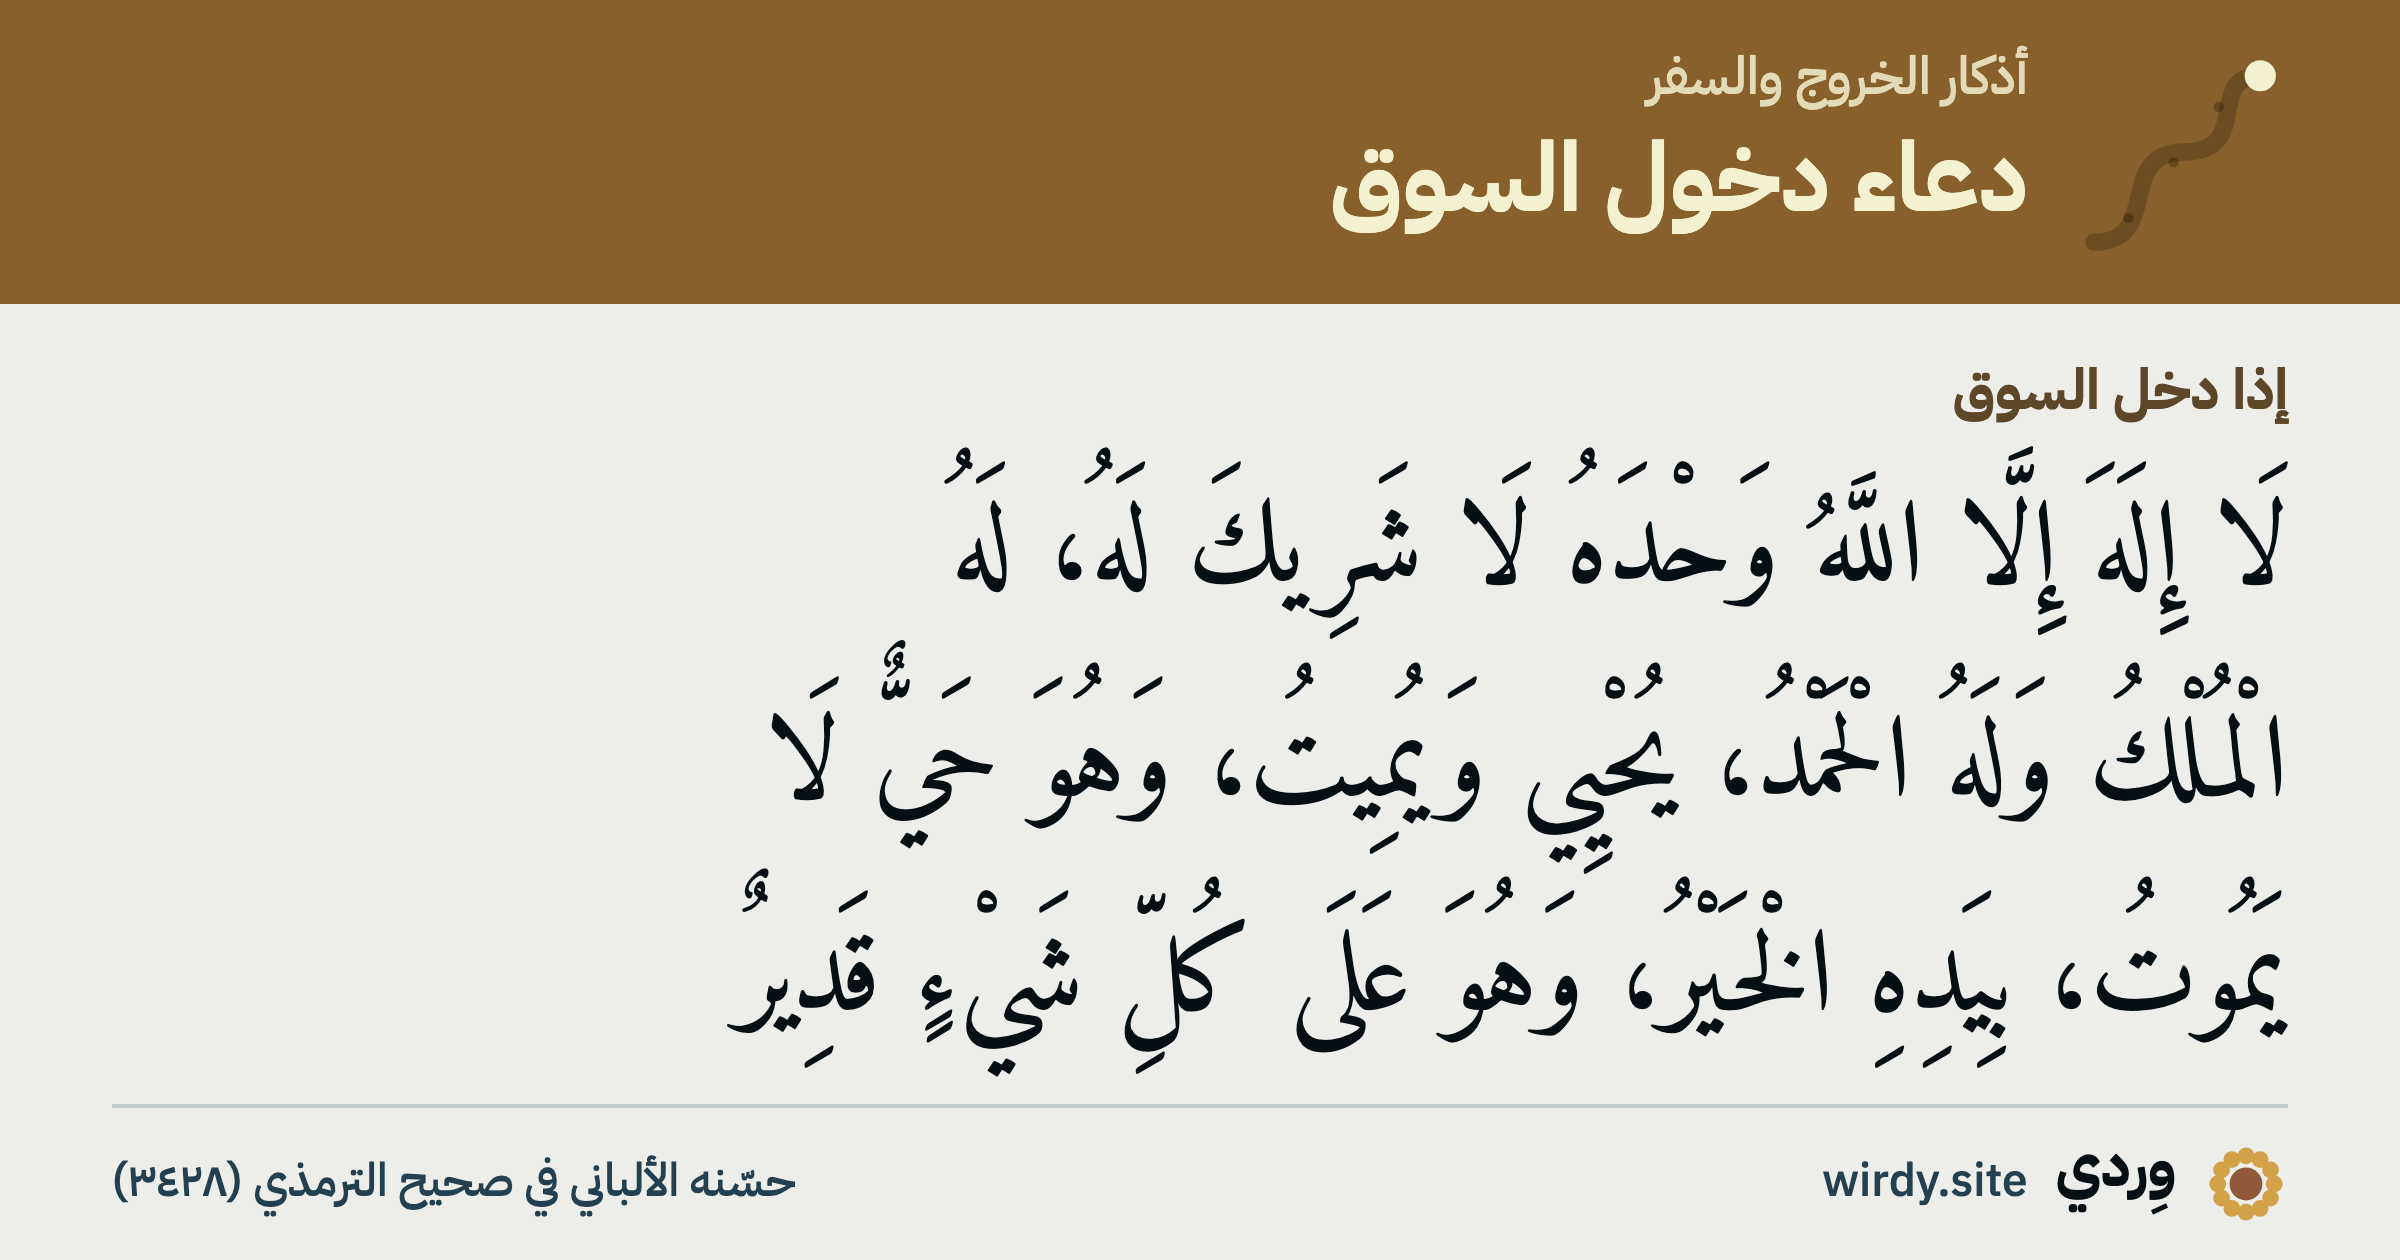 أذكار الخروج والسفر
دعاء دخول السوق
إذا دخل السوق
لَا إِلَهَ إِلَّا اللَّهُ وَحْدَهُ لَا شَرِيكَ لَهُ، لَهُ
الْمُلْكُ وَلَهُ الْحَمْدُ، يُحْيِي وَيُمِيتُ، وَهُوَ حَيٌّ لَا
يَمُوتُ، بِيَدِهِ الْخَيْرُ، وَهُوَ عَلَى كُلِّ شَيْءٍ قَدِيرٌ
وِردي wirdy.site
حسّنه الألباني في صحيح الترمذي (٣٤٢٨)